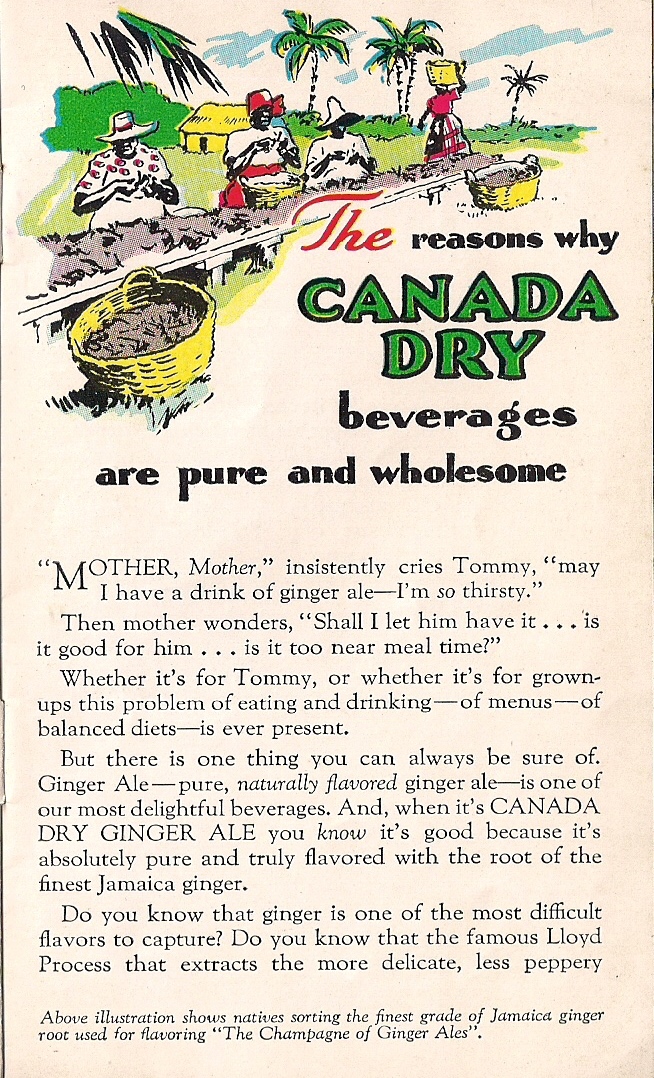 The reasons why
CANADA
DRY
beverages
are pure and wholesome
“MOTHER, Mother,” insistently cries Tommy, “may
I have a drink of ginger ale—I’m so thirsty.”
Then mother wonders, “Shall I let him have it . . . is
it good for him . . . is it too near meal time?”
Whether it’s for Tommy, or whether it’s for grown-
ups this problem of eating and drinking—of menus—of
balanced diets—is ever present.
But there is one thing you can always be sure of.
Ginger Ale—pure, naturally flavored ginger ale—is one of
our most delightful beverages. And, when it’s CANADA
DRY GINGER ALE you know it’s good because it’s
absolutely pure and truly flavored with the root of the
finest Jamaica ginger.
Do you know that ginger is one of the most difficult
flavors to capture? Do you know that the famous Lloyd
Process that extracts the more delicate, less peppery
Above illustration shows natives sorting the finest grade of Jamaica ginger
root used for flavoring “The Champagne of Ginger Ales”.